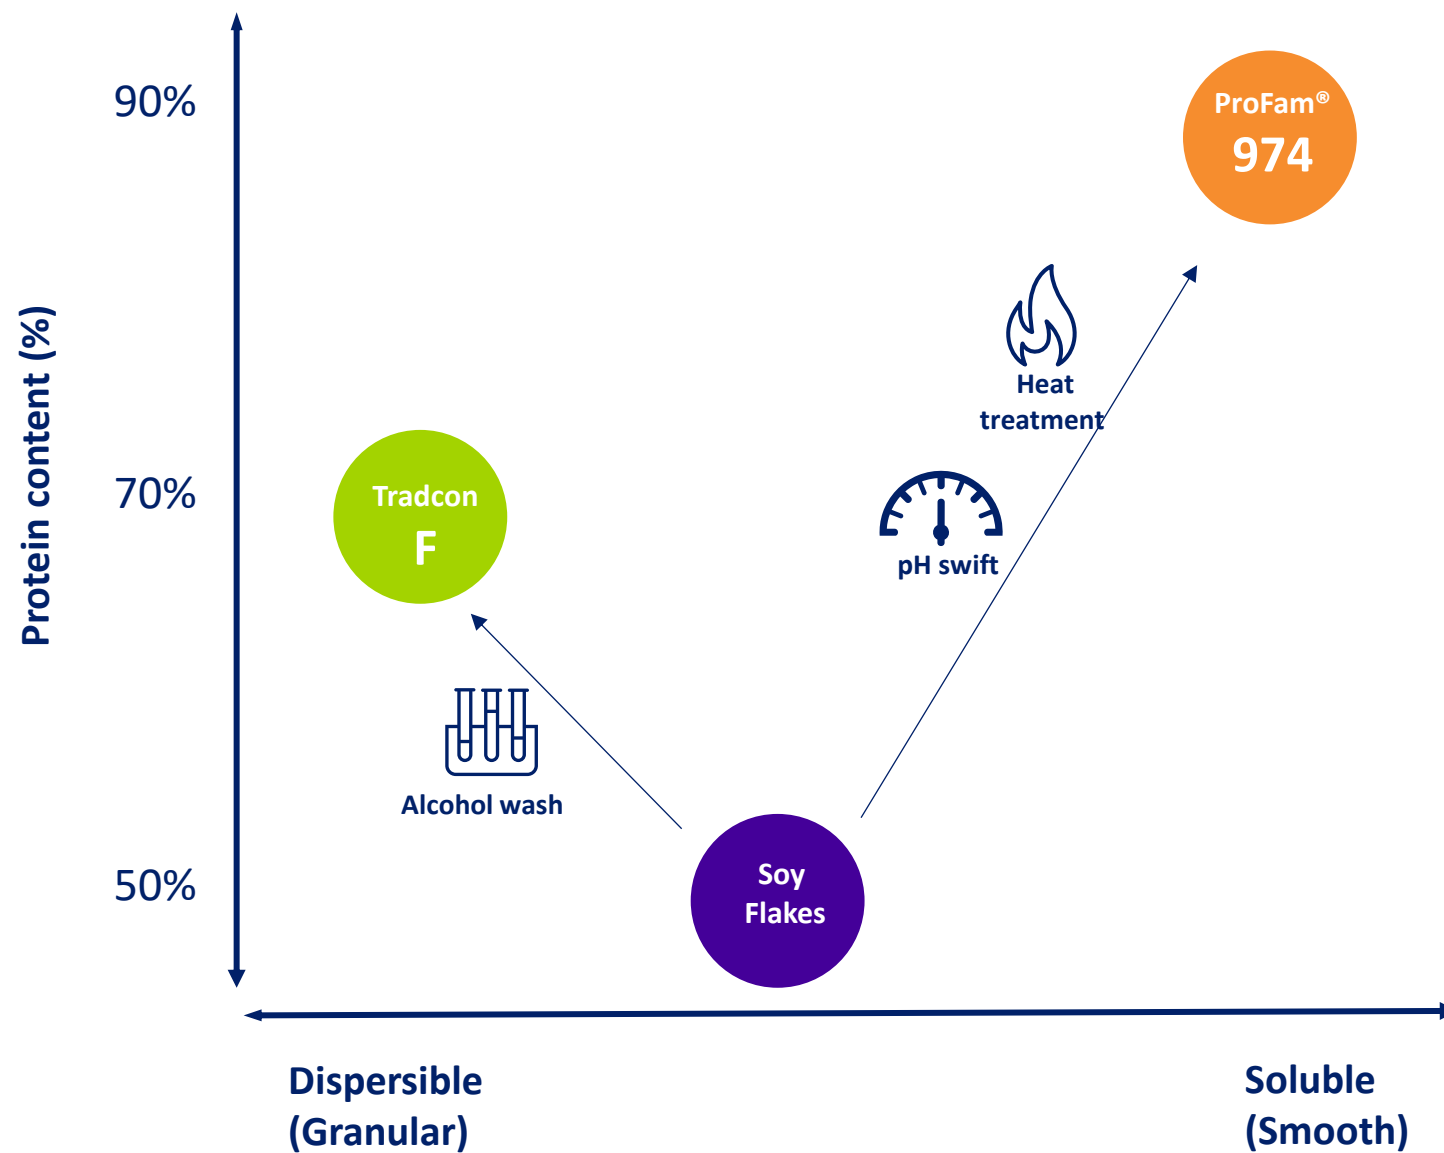 90%
ProFam®
974
Heat
treatment
Protein content (%)
70%
Tradcon
F
pH swift
Alcohol wash
50%
Soy
Flakes
Dispersible
(Granular)
Soluble
(Smooth)